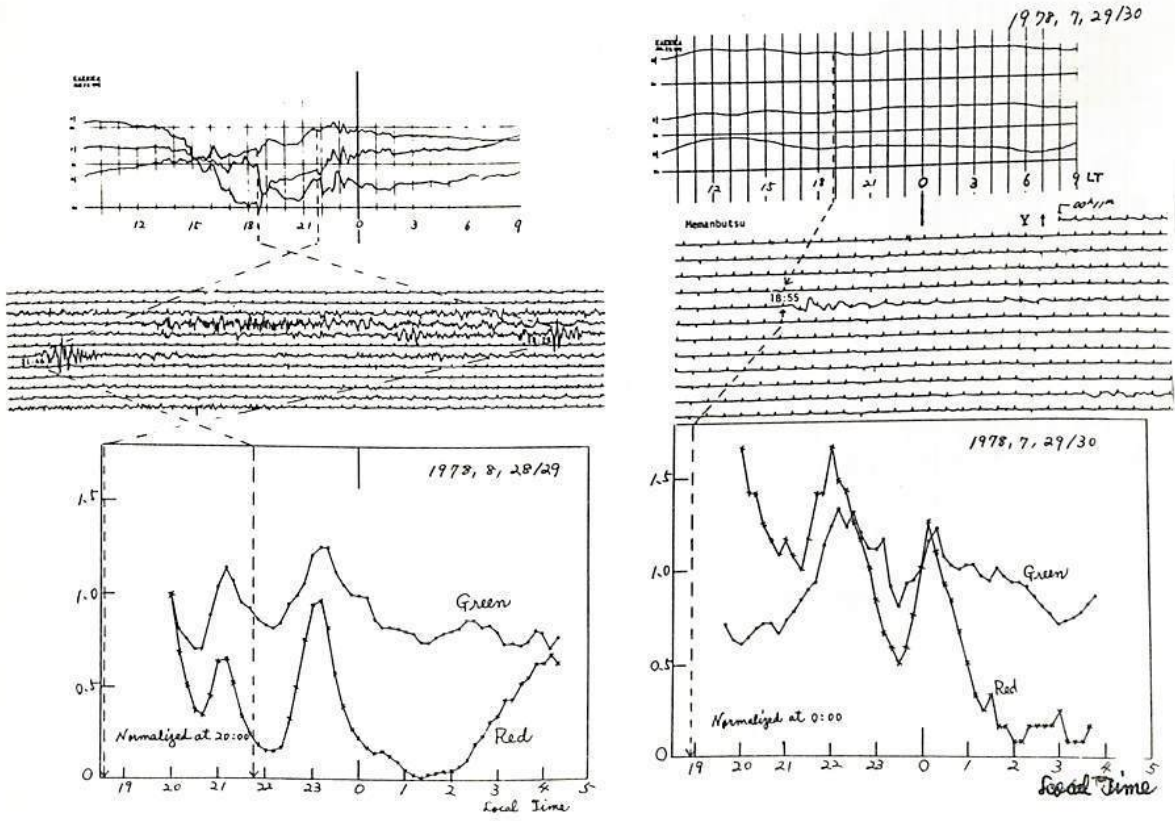 1978, 7, 29/30
12 15 18 21 0 3 6 9
12 15 18 21 0 3 6 9 LT
Memanbutsu
Y ↑
00h11m
18:55
1978, 8, 28/29
1.5
1.0
0.5
0
Green
Red
Normalized at 20:00
19 20 21 22 23 0 1 2 3 4 5
Local Time
1978, 7, 29/30
1.5
1.0
0.5
0
Green
Red
Normalized at 0:00
19 20 21 22 23 0 1 2 3 4 5
Local Time